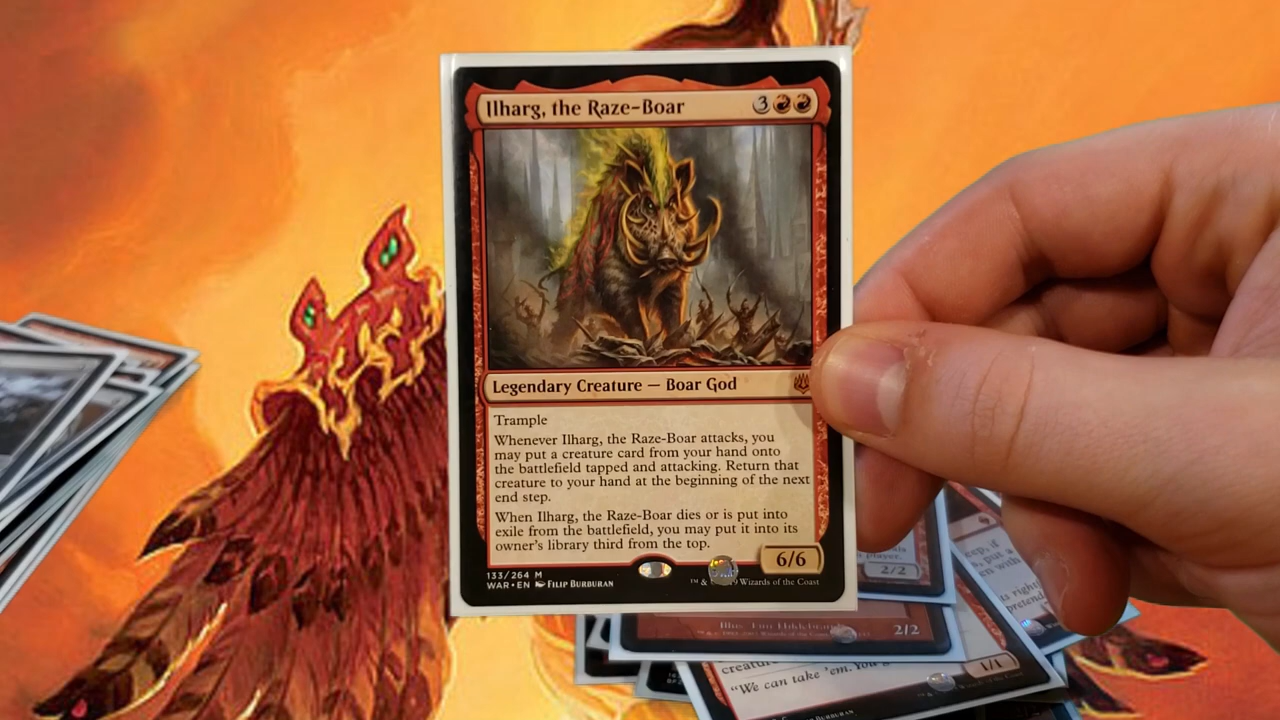 Ilharg, the Raze-Boar 3
Legendary Creature — Boar God
Trample
Whenever Ilharg, the Raze-Boar attacks, you
may put a creature card from your hand onto
the battlefield tapped and attacking. Return that
creature to your hand at the beginning of the next
end step.
When Ilharg, the Raze-Boar dies or is put into
exile from the battlefield, you may put it into its
owner's library third from the top.
6/6
133/264 M
WAR • EN FILIP BURBURAN
™ & Wizards of the Coast
2/2
2/2
1/1
"We can take 'em.